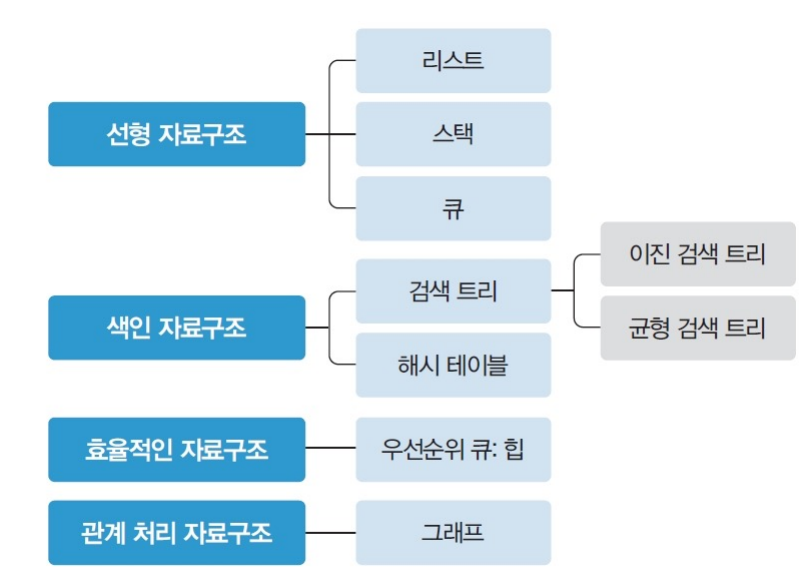 리스트
선형 자료구조
스택
큐
이진 검색 트리
검색 트리
색인 자료구조
균형 검색 트리
해시 테이블
효율적인 자료구조
우선순위 큐: 힙
관계 처리 자료구조
그래프